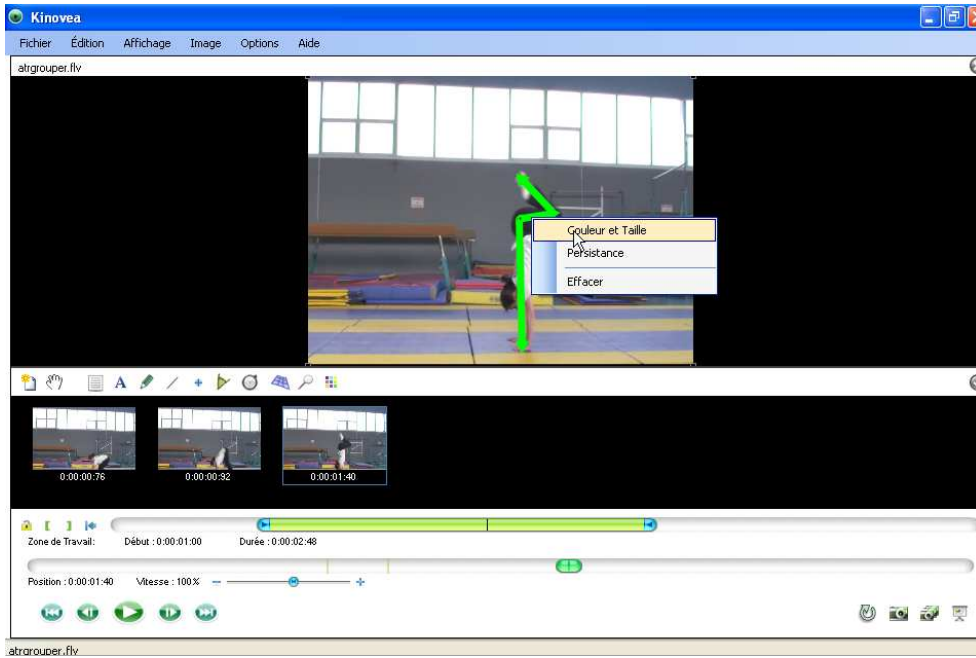 Kinovea
Fichier Édition Affichage Image Options Aide
atrgrouper.flv
Couleur et Taille
Persistance
Effacer
A
0:00:00:76 0:00:00:92 0:00:01:40
Zone de Travail: Début : 0:00:01:00 Durée : 0:00:02:48
Position : 0:00:01:40 Vitesse : 100% 
atrgrouper.flv